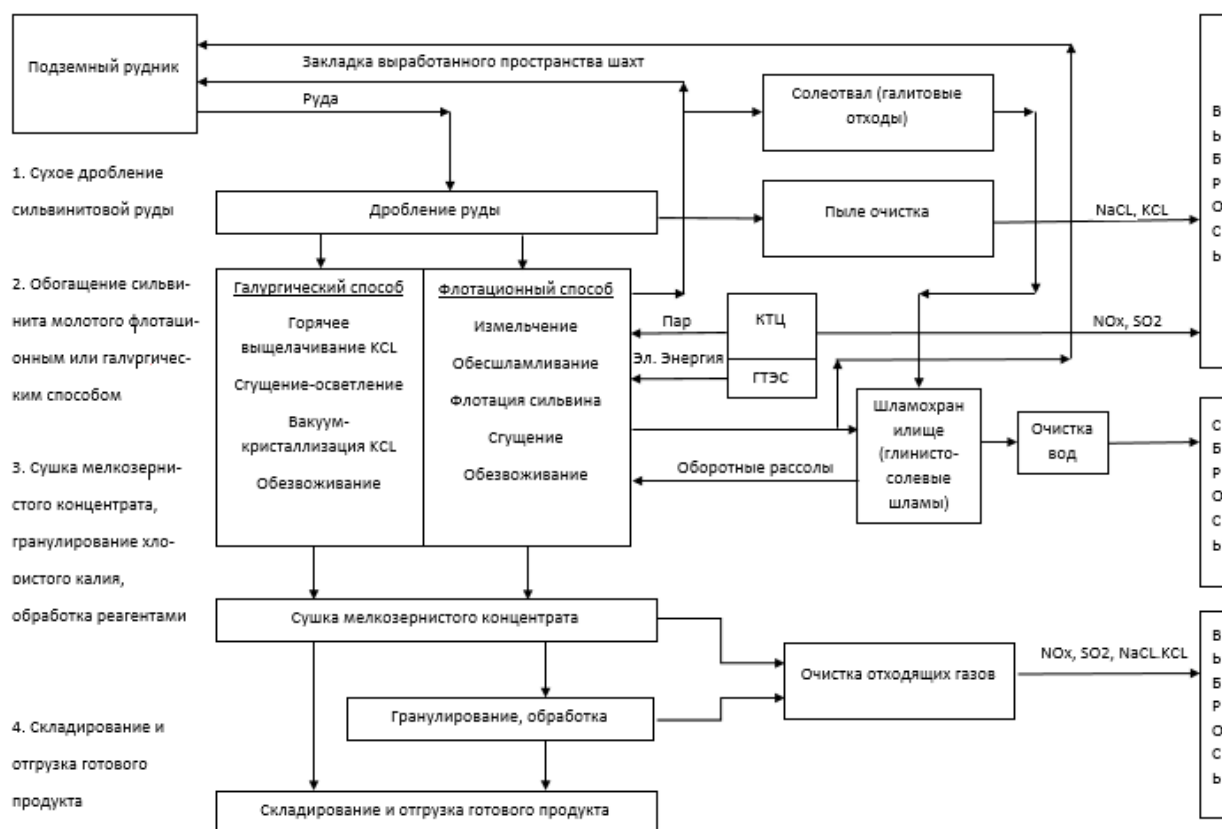 Подземный рудник
Закладка выработанного пространства шахт
Руда
Солеотвал (галитовые
отходы)
1. Сухое дробление
сильвинитовой руды
Дробление руды
Пыле очистка
NaCL, KCL
В
Ы
Б
Р
О
С
Ы
2. Обогащение сильви-
нита молотого флотаци-
онным или галургичес-
ким способом
Галургический способ
Горячее
выщелачивание KCL
Сгущение-осветление
Вакуум-
кристаллизация KCL
Обезвоживание
Флотационный способ
Измельчение
Обесшламливание
Флотация сильвина
Сгущение
Обезвоживание
Пар
Эл. Энергия
КТЦ
ГТЭС
NOx, SO2
Оборотные рассолы
Шламохран
илище
(глинисто-
солевые
шламы)
Очистка
вод
С
Б
Р
О
С
Ы
3. Сушка мелкозерни-
стого концентрата,
гранулирование хло-
ристого калия,
обработка реагентами
Сушка мелкозернистого концентрата
Гранулирование, обработка
Очистка отходящих газов
NOx, SO2, NaCL.KCL
В
Ы
Б
Р
О
С
Ы
4. Складирование и
отгрузка готового
продукта
Складирование и отгрузка готового продукта